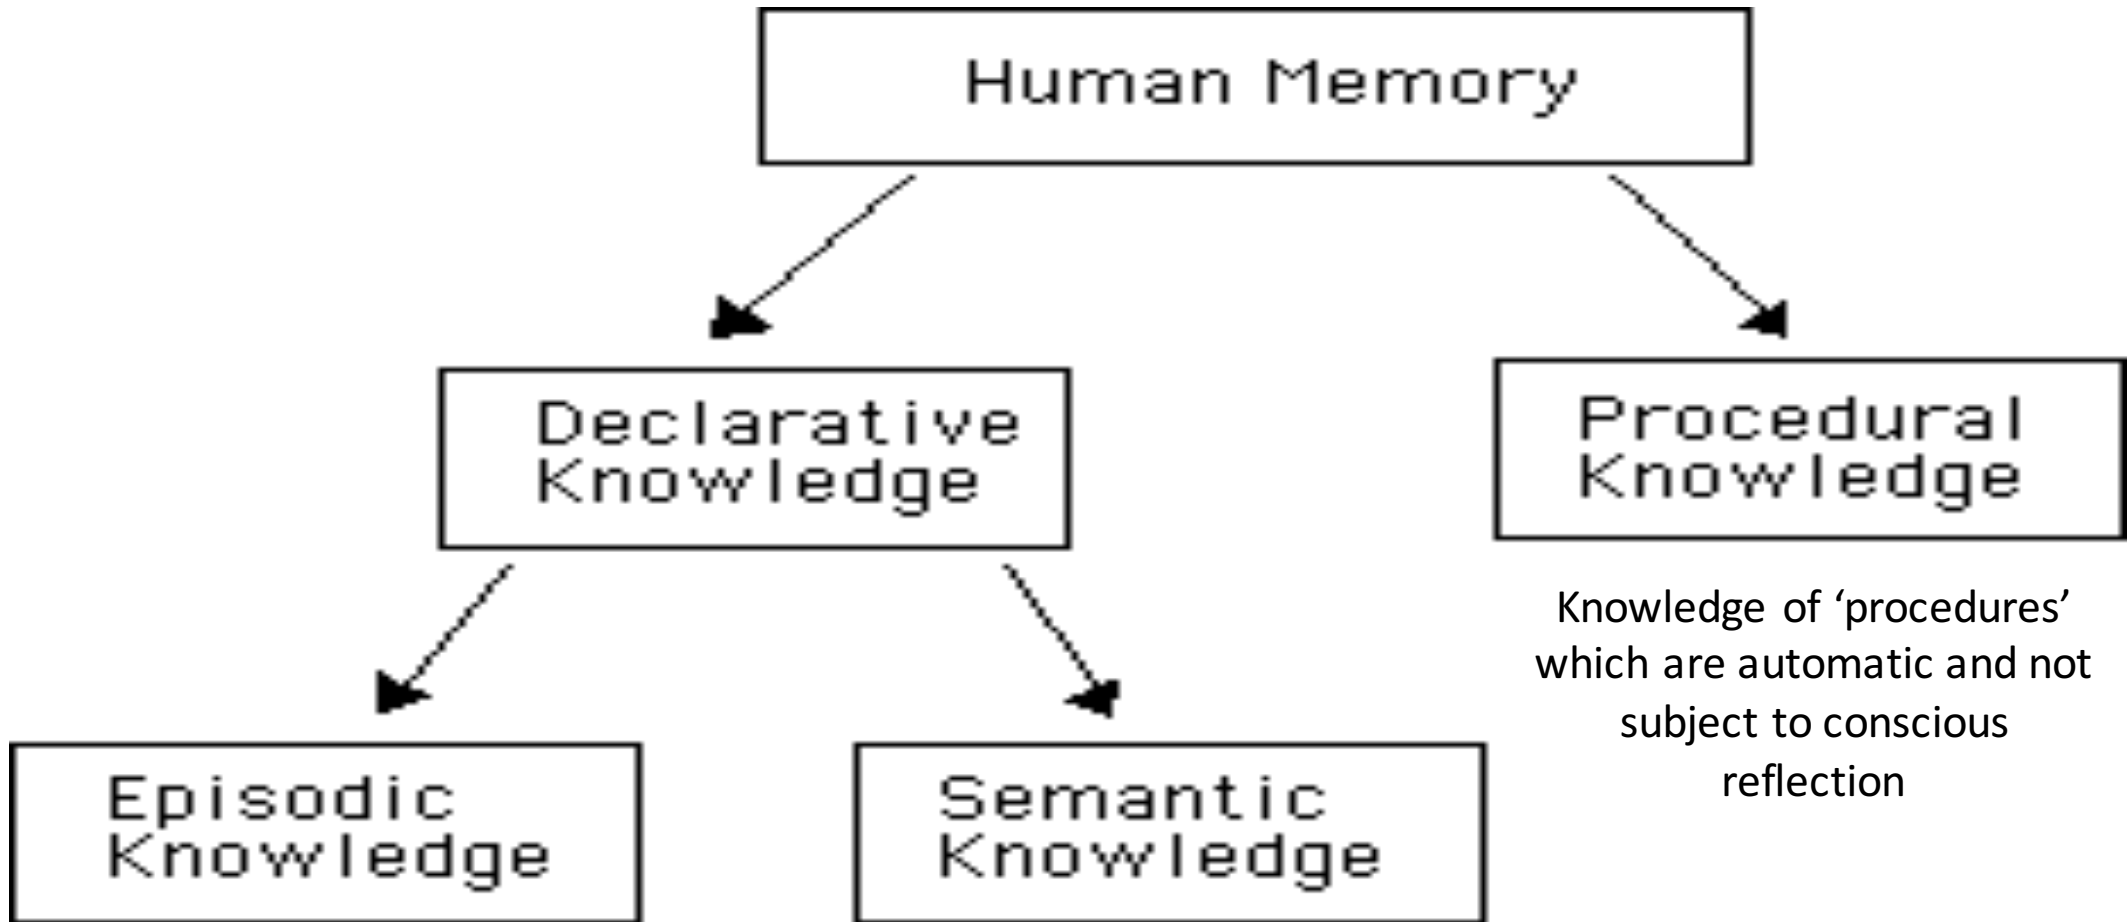 Human Memory
Declarative
Knowledge
Procedural
Knowledge
Knowledge of ‘procedures’
which are automatic and not
subject to conscious
reflection
Episodic
Knowledge
Semantic
Knowledge